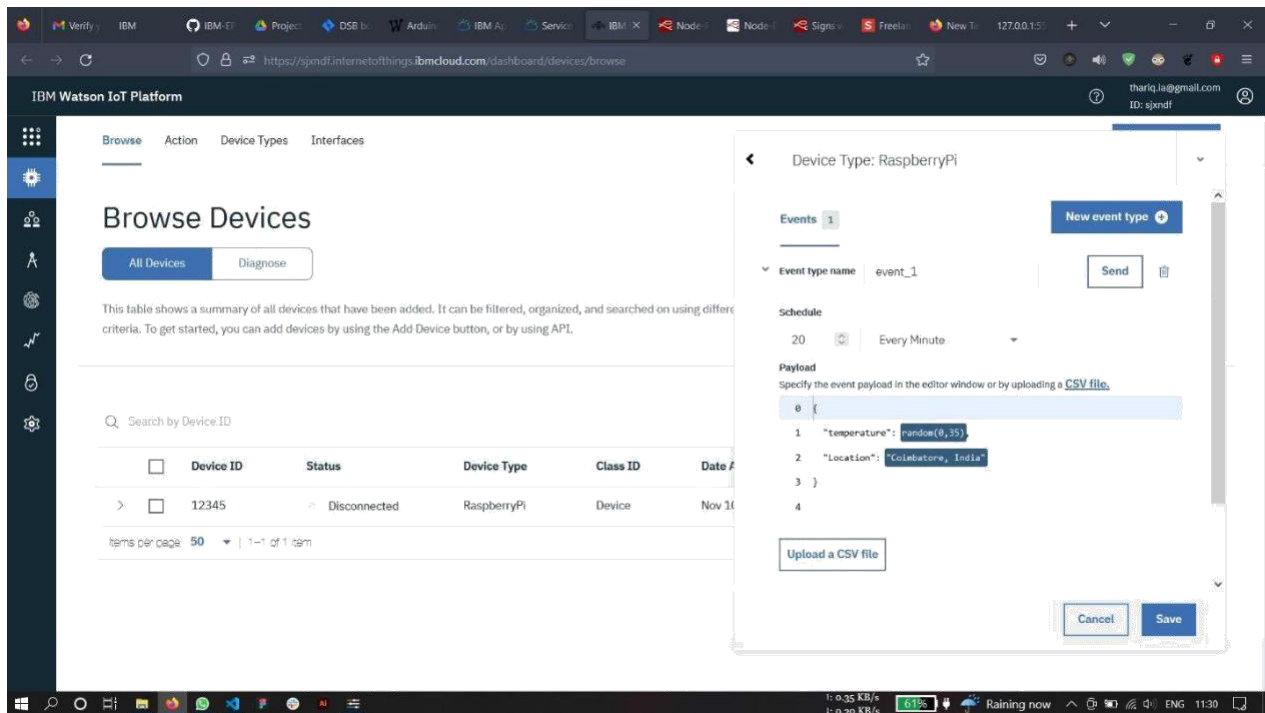 M Verify y
IBM
IBM-EP
Project
DSB b
Arduin
IBM A
Service
IBM
Node-
Node-
Signs
Freelan
New T
127.0.0.1:55
https://sjxndf.internetofthings.ibmcloud.com/dashboard/devices/browse
IBM Watson IoT Platform
thariq.la@gmail.com
ID: sjxndf
Browse Action Device Types Interfaces
Browse Devices
All Devices Diagnose
This table shows a summary of all devices that have been added. It can be filtered, organized, and searched on using differe
criteria. To get started, you can add devices by using the Add Device button, or by using API.
Search by Device ID
Device ID Status Device Type Class ID Date A
12345 Disconnected RaspberryPi Device Nov 10
Items per page 50 | 1–1 of 1 item
Device Type: RaspberryPi
Events 1
New event type
Event type name event_1 Send
Schedule
20 Every Minute
Payload
Specify the event payload in the editor window or by uploading a CSV file.
0 {
1 "temperature": random(0,35),
2 "Location": "Coimbatore, India"
3 }
4
Upload a CSV file
Cancel Save
0.35 KB/s
0.20 KB/s
61%
Raining now
ENG
11:30